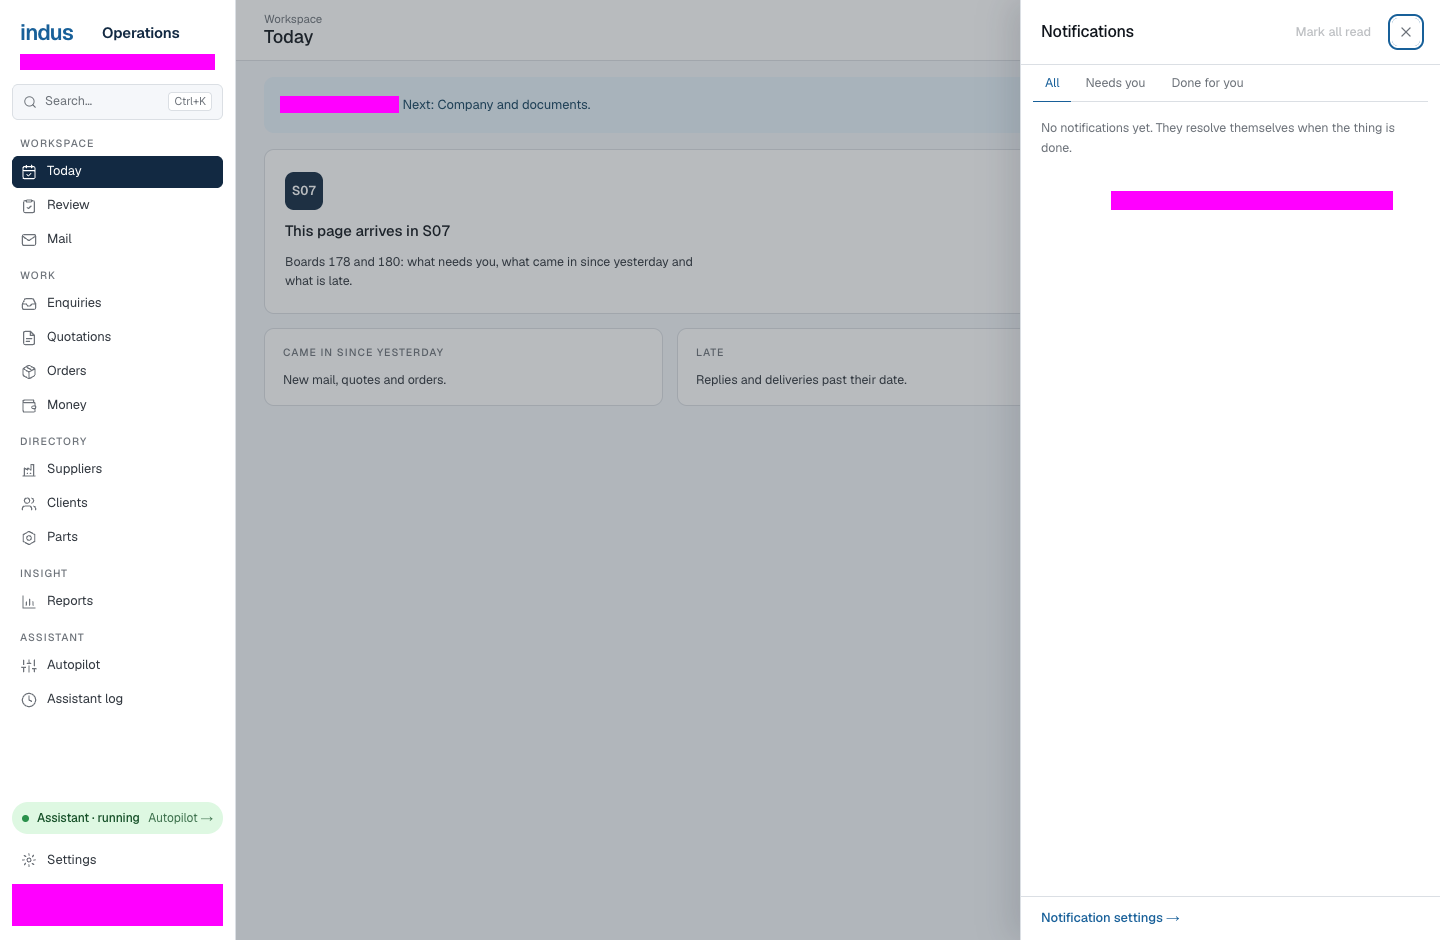 indus Operations
Search... Ctrl+K
WORKSPACE
Today
Review
Mail
WORK
Enquiries
Quotations
Orders
Money
DIRECTORY
Suppliers
Clients
Parts
INSIGHT
Reports
ASSISTANT
Autopilot
Assistant log
Assistant · running Autopilot →
Settings
Workspace
Today
Next: Company and documents.
S07
This page arrives in S07
Boards 178 and 180: what needs you, what came in since yesterday and
what is late.
CAME IN SINCE YESTERDAY
New mail, quotes and orders.
LATE
Replies and deliveries past their date.
Notifications Mark all read
All Needs you Done for you
No notifications yet. They resolve themselves when the thing is
done.
Notification settings →